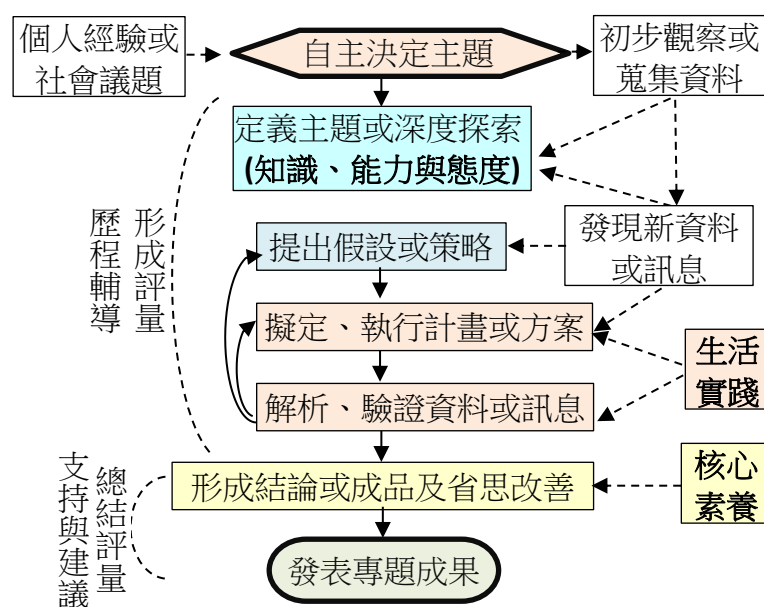 個人經驗或
社會議題
自主決定主題
初步觀察或
蒐集資料
定義主題或深度探索
(知識、能力與態度)
形成評量
歷程輔導
提出假設或策略
發現新資料
或訊息
擬定、執行計畫或方案
生活
實踐
解析、驗證資料或訊息
形成結論或成品及省思改善
核心
素養
總結評量
支持與建議
發表專題成果